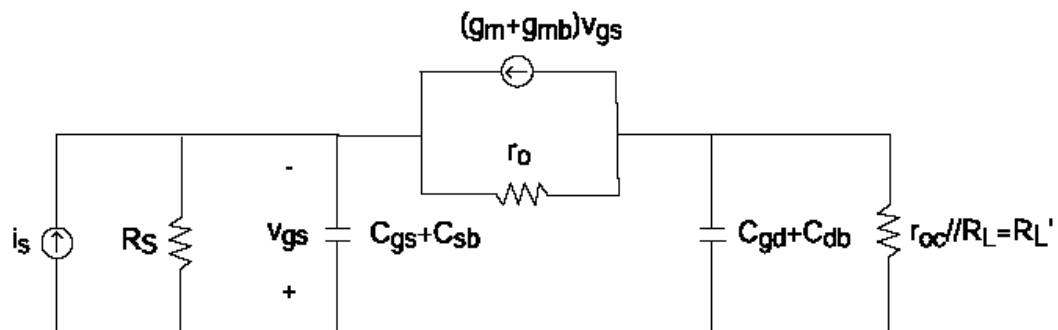 (gm+gmb)vgs
ro
-
is
RS
vgs
Cgs+Csb
Cgd+Cdb
roc//RL=RL'
+